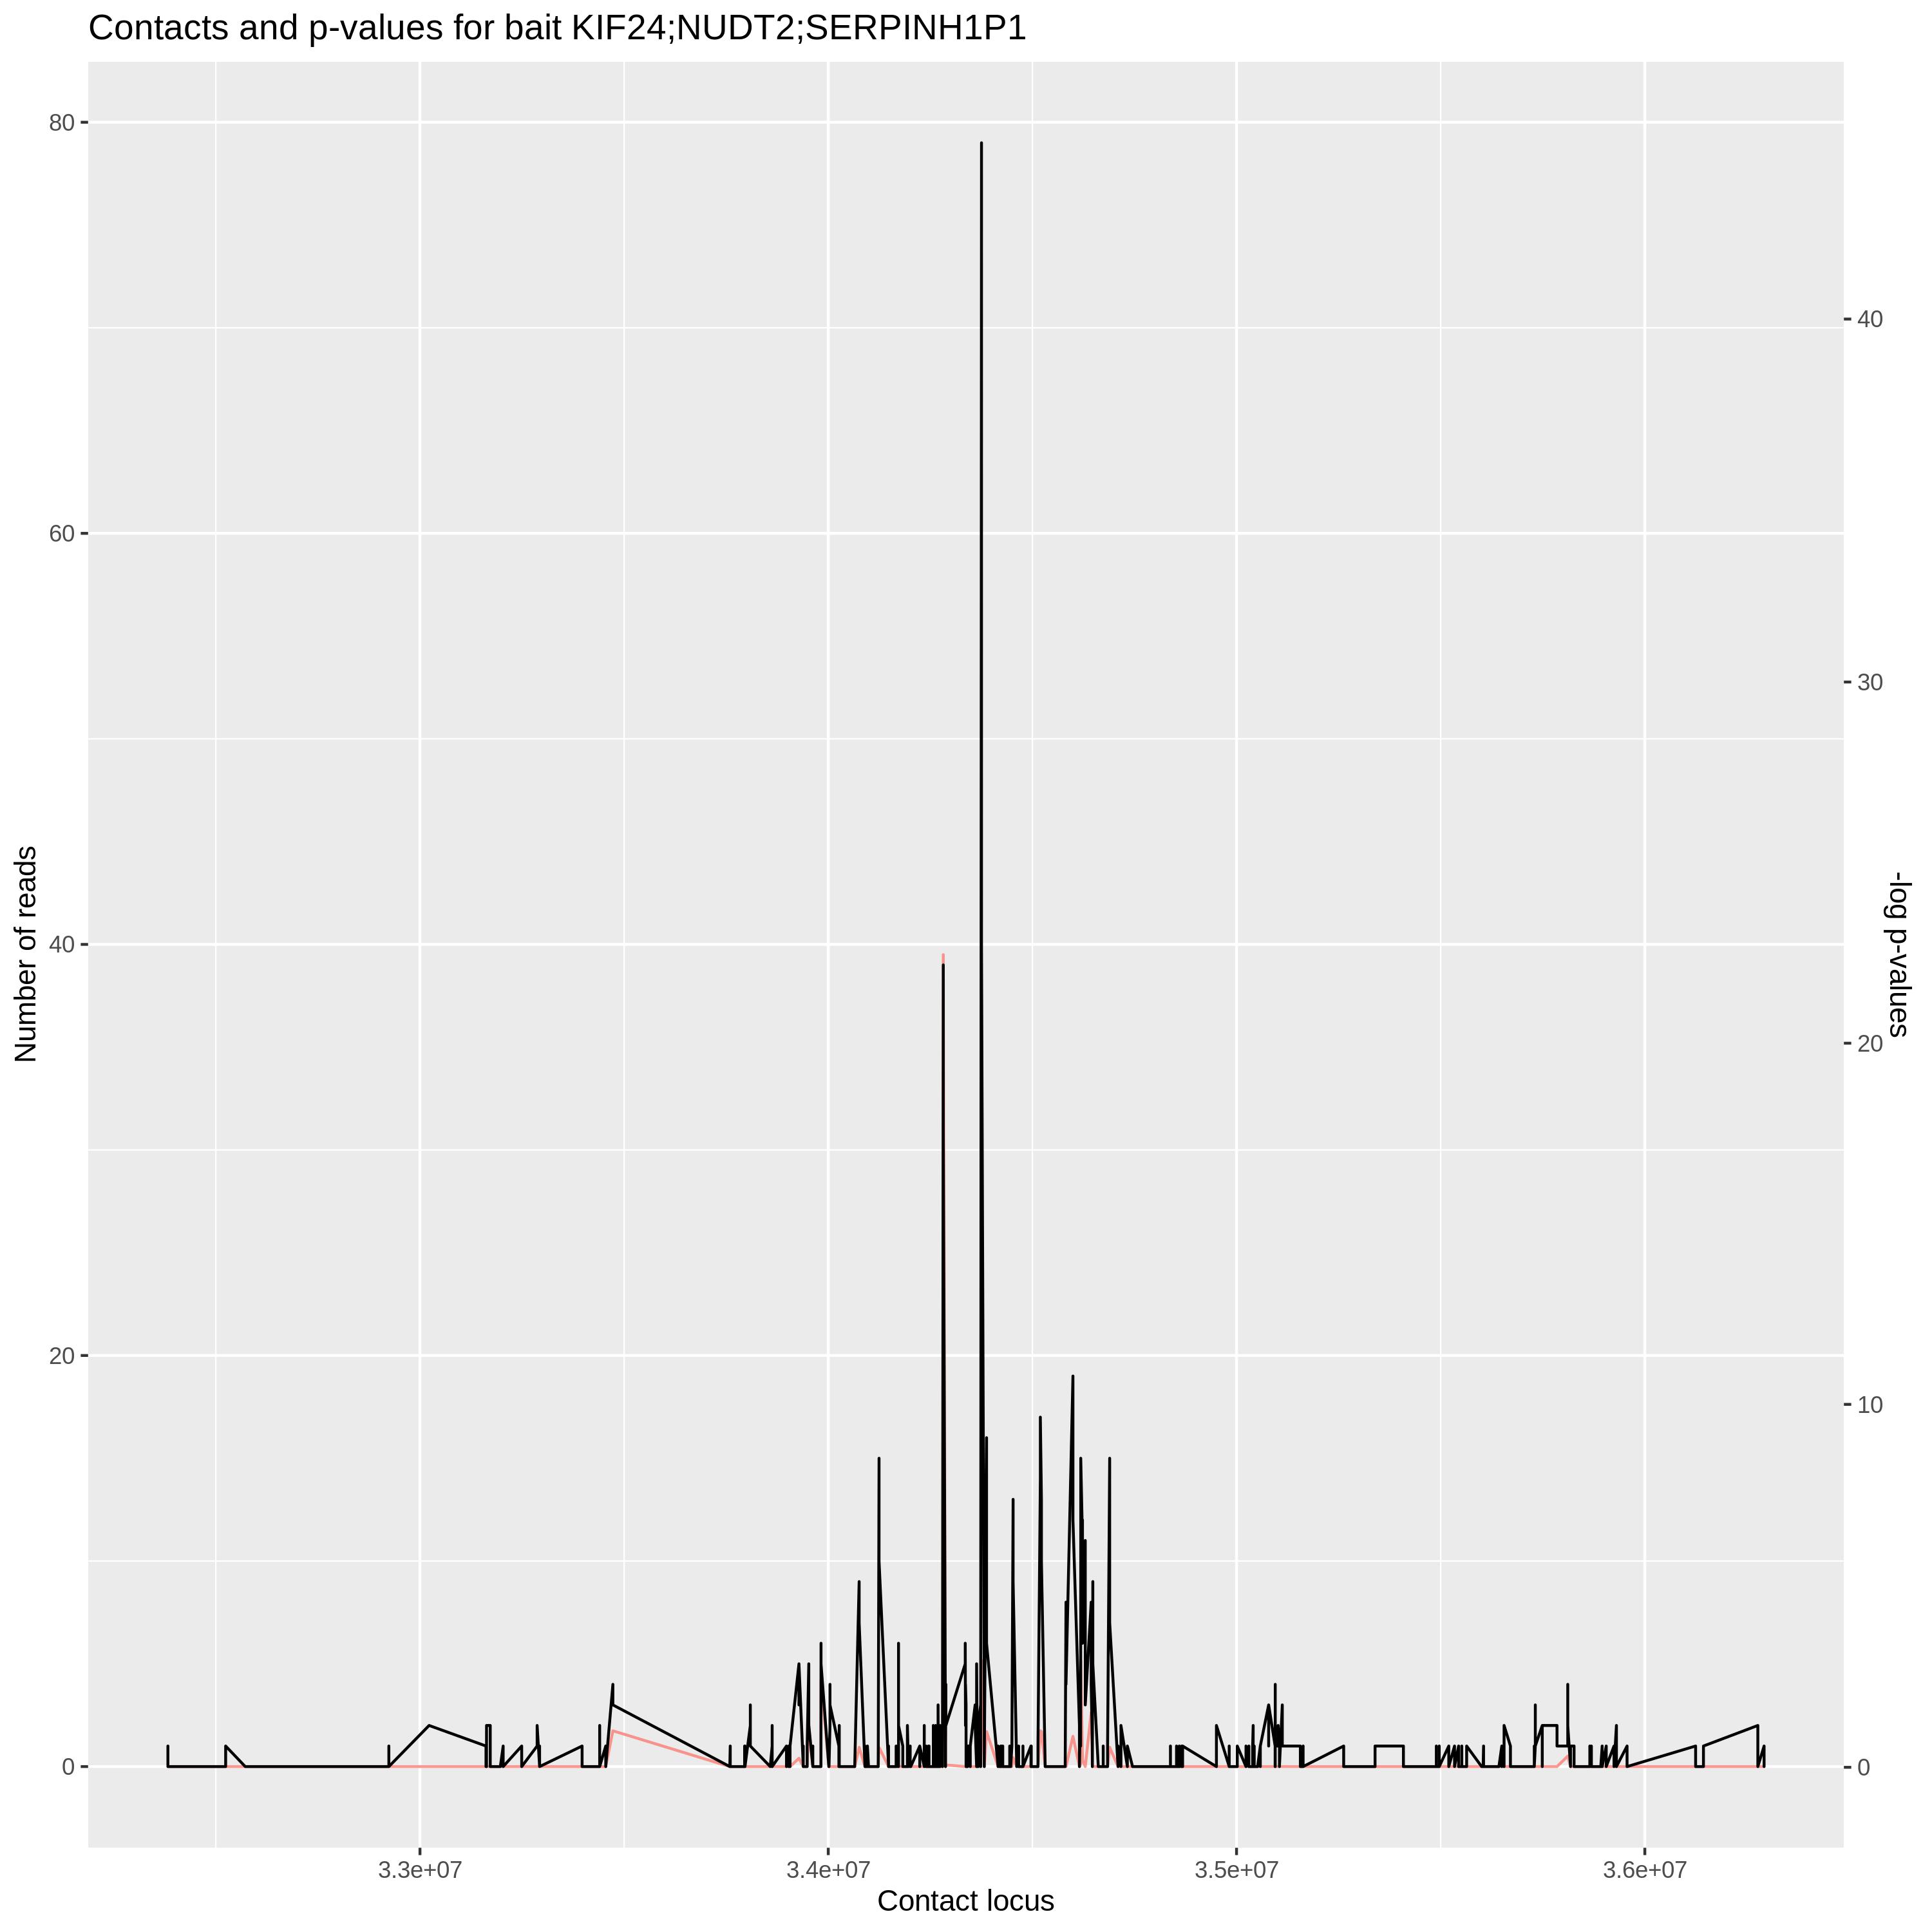 Contacts and p-values for bait KIF24;NUDT2;SERPINH1P1
80
60
40
20
0
Number of reads
40
30
20
10
0
-log p-values
3.3e+07
3.4e+07
3.5e+07
3.6e+07
Contact locus